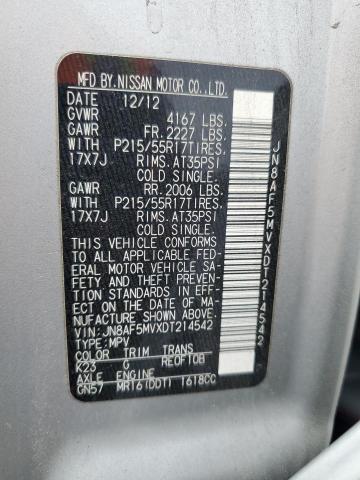 MFD BY. NISSAN MOTOR CO., LTD.
DATE 12/12
GVWR 4167 LBS.
GAWR FR. 2227 LBS.
WITH P215/55R17TIRES.
17X7J RIMS. AT35PSI
COLD SINGLE.
GAWR RR. 2006 LBS.
WITH P215/55R17TIRES.
17X7J RIMS. AT35PSI
COLD SINGLE.
THIS VEHICLE CONFORMS
TO ALL APPLICABLE FED-
ERAL MOTOR VEHICLE SA-
FETY AND THEFT PREVEN-
TION STANDARDS IN EFF-
ECT ON THE DATE OF MA-
NUFACTURE SHOWN ABOVE.
VIN: JN8AF5MVXDT214542
TYPE: MPV
COLOR TRIM TRANS
K23 G RE0F10B
AXLE ENGINE
GN57 MR16(DDT) 1618CC
JN8AF5MVXDT214542